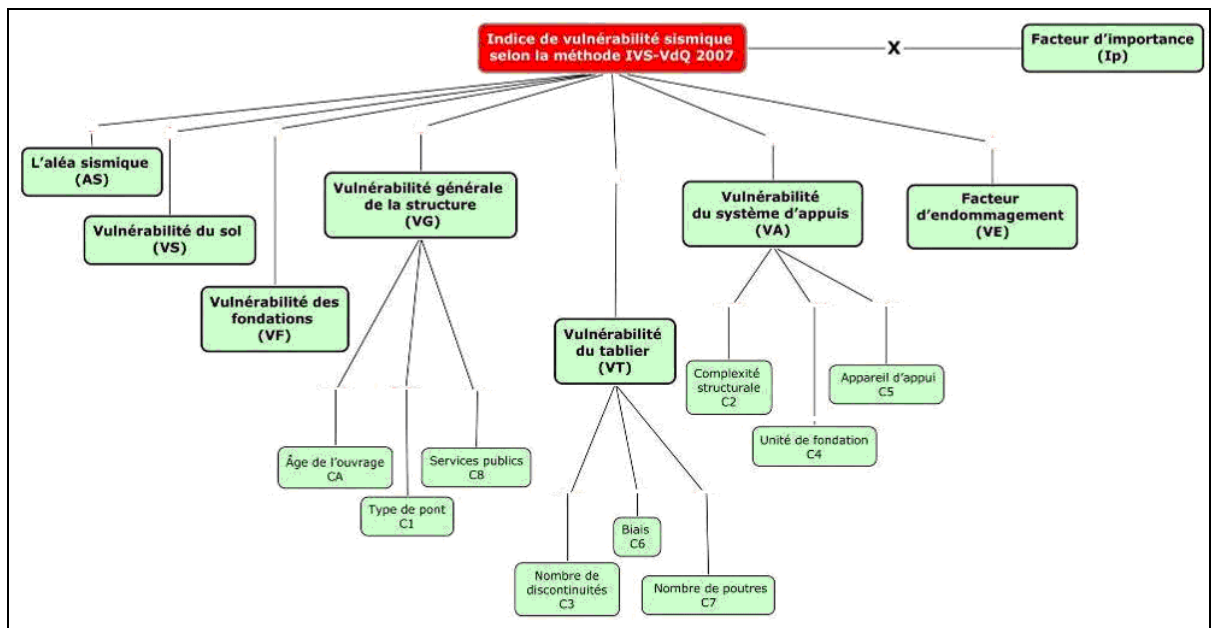 Indice de vulnérabilité sismique
selon la méthode IVS-VdQ 2007
X
Facteur d'importance
(Ip)
L'aléa sismique
(AS)
Vulnérabilité du sol
(VS)
Vulnérabilité des
fondations
(VF)
Vulnérabilité générale
de la structure
(VG)
Âge de l'ouvrage
CA
Type de pont
C1
Services publics
C8
Vulnérabilité
du tablier
(VT)
Nombre de
discontinuités
C3
Biais
C6
Nombre de poutres
C7
Vulnérabilité
du système d'appuis
(VA)
Complexité
structurale
C2
Unité de fondation
C4
Appareil d'appui
C5
Facteur
d'endommagement
(VE)